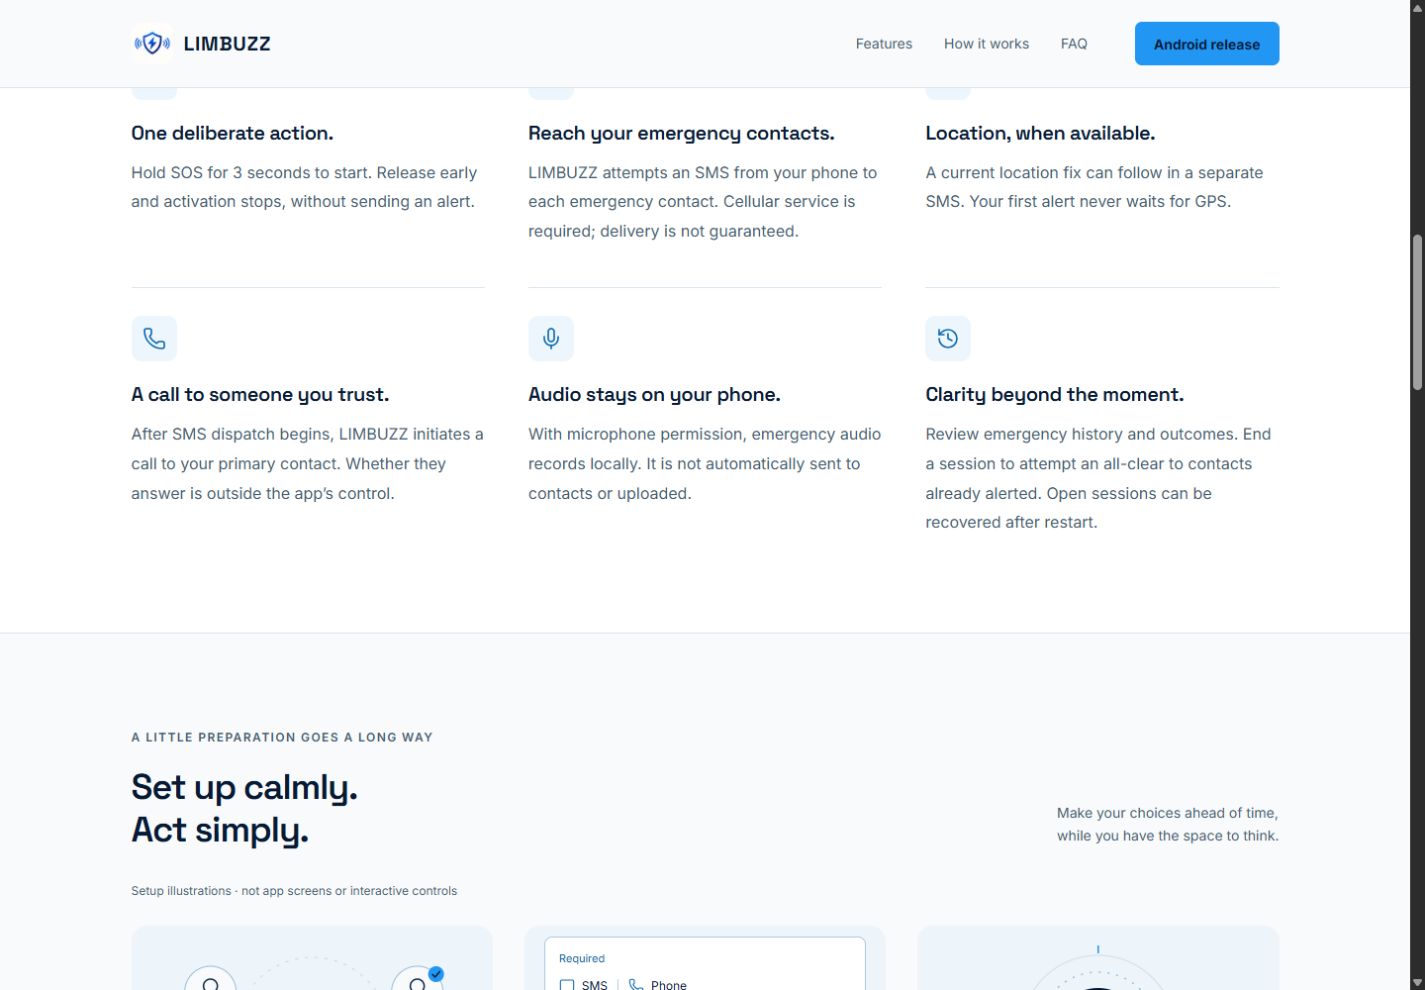 LIMBUZZ
Features
How it works
FAQ
Android release
One deliberate action.
Hold SOS for 3 seconds to start. Release early
and activation stops, without sending an alert.
Reach your emergency contacts.
LIMBUZZ attempts an SMS from your phone to
each emergency contact. Cellular service is
required; delivery is not guaranteed.
Location, when available.
A current location fix can follow in a separate
SMS. Your first alert never waits for GPS.
A call to someone you trust.
After SMS dispatch begins, LIMBUZZ initiates a
call to your primary contact. Whether they
answer is outside the app’s control.
Audio stays on your phone.
With microphone permission, emergency audio
records locally. It is not automatically sent to
contacts or uploaded.
Clarity beyond the moment.
Review emergency history and outcomes. End
a session to attempt an all-clear to contacts
already alerted. Open sessions can be
recovered after restart.
A LITTLE PREPARATION GOES A LONG WAY
Set up calmly.
Act simply.
Make your choices ahead of time,
while you have the space to think.
Setup illustrations · not app screens or interactive controls
Required
SMS
Phone